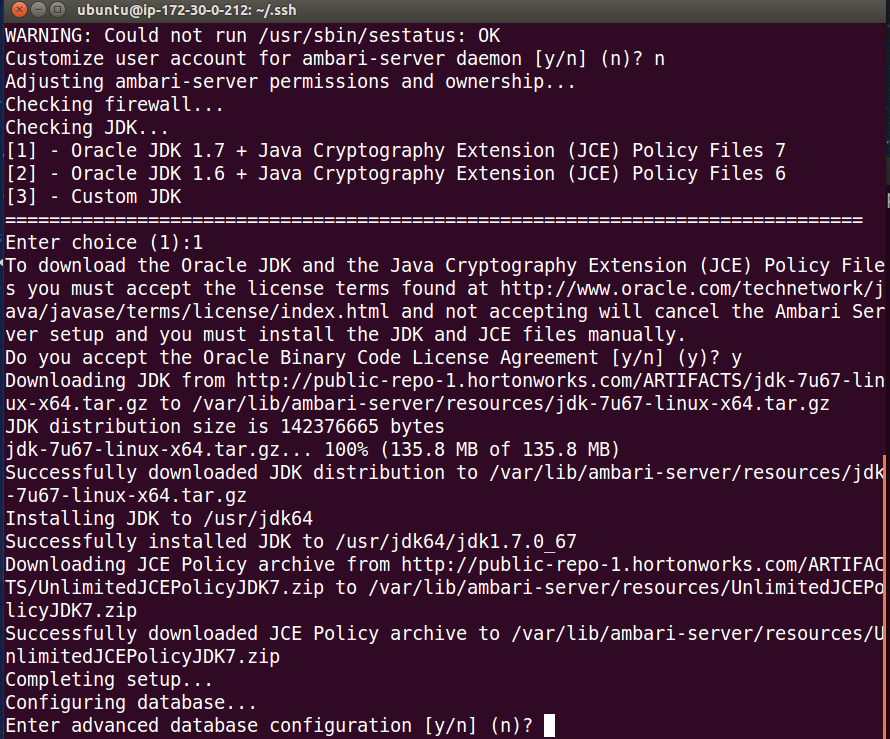 ubuntu@ip-172-30-0-212: ~/.ssh
WARNING: Could not run /usr/sbin/sestatus: OK
Customize user account for ambari-server daemon [y/n] (n)? n
Adjusting ambari-server permissions and ownership...
Checking firewall...
Checking JDK...
[1] - Oracle JDK 1.7 + Java Cryptography Extension (JCE) Policy Files 7
[2] - Oracle JDK 1.6 + Java Cryptography Extension (JCE) Policy Files 6
[3] - Custom JDK
==============================================================================
Enter choice (1):1
To download the Oracle JDK and the Java Cryptography Extension (JCE) Policy File
s you must accept the license terms found at http://www.oracle.com/technetwork/j
ava/javase/terms/license/index.html and not accepting will cancel the Ambari Ser
ver setup and you must install the JDK and JCE files manually.
Do you accept the Oracle Binary Code License Agreement [y/n] (y)? y
Downloading JDK from http://public-repo-1.hortonworks.com/ARTIFACTS/jdk-7u67-lin
ux-x64.tar.gz to /var/lib/ambari-server/resources/jdk-7u67-linux-x64.tar.gz
JDK distribution size is 142376665 bytes
jdk-7u67-linux-x64.tar.gz... 100% (135.8 MB of 135.8 MB)
Successfully downloaded JDK distribution to /var/lib/ambari-server/resources/jdk
-7u67-linux-x64.tar.gz
Installing JDK to /usr/jdk64
Successfully installed JDK to /usr/jdk64/jdk1.7.0_67
Downloading JCE Policy archive from http://public-repo-1.hortonworks.com/ARTIFAC
TS/UnlimitedJCEPolicyJDK7.zip to /var/lib/ambari-server/resources/UnlimitedJCEPo
licyJDK7.zip
Successfully downloaded JCE Policy archive to /var/lib/ambari-server/resources/U
nlimitedJCEPolicyJDK7.zip
Completing setup...
Configuring database...
Enter advanced database configuration [y/n] (n)?